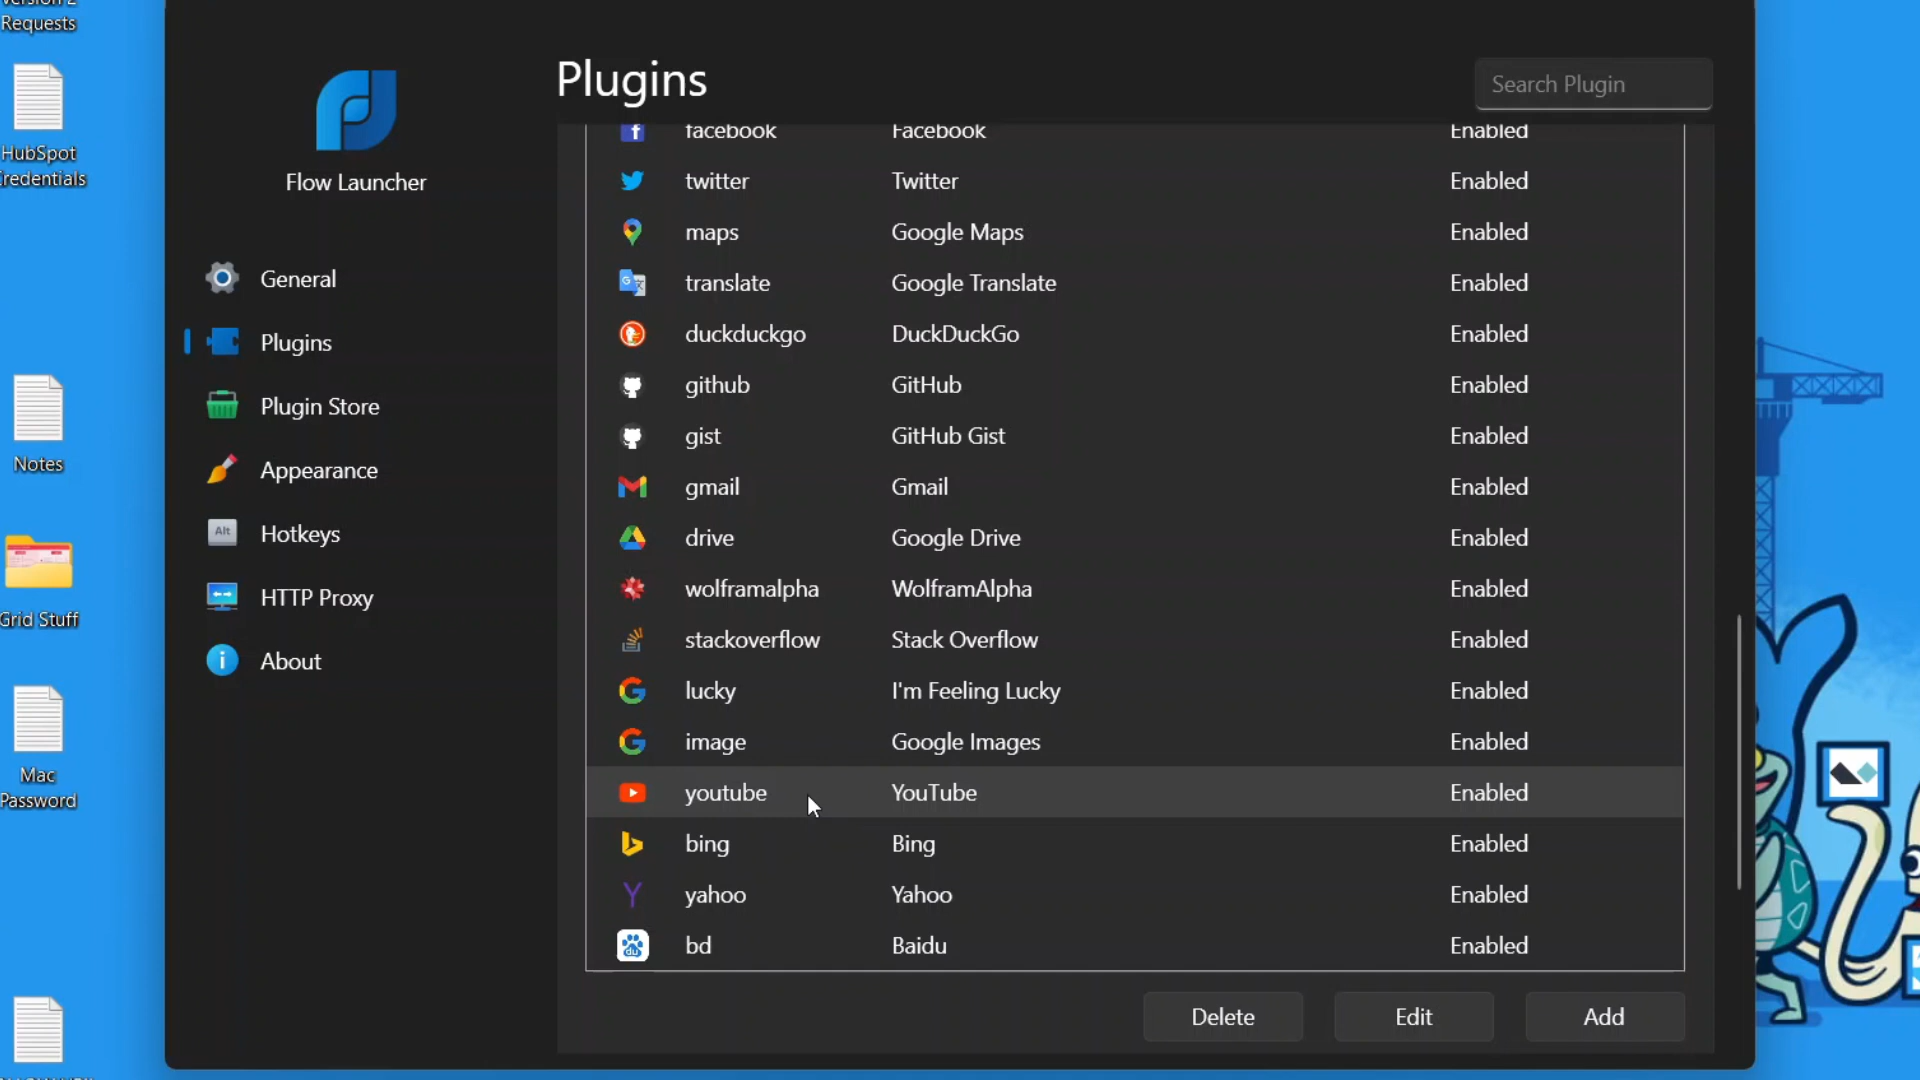 Requests
HubSpot
Credentials
Notes
Grid Stuff
Mac
Password
Flow Launcher
General
Plugins
Plugin Store
Appearance
Alt
Hotkeys
HTTP Proxy
About
Plugins
Search Plugin
facebook Facebook Enabled
twitter Twitter Enabled
maps Google Maps Enabled
translate Google Translate Enabled
duckduckgo DuckDuckGo Enabled
github GitHub Enabled
gist GitHub Gist Enabled
gmail Gmail Enabled
drive Google Drive Enabled
wolframalpha WolframAlpha Enabled
stackoverflow Stack Overflow Enabled
lucky I'm Feeling Lucky Enabled
image Google Images Enabled
youtube YouTube Enabled
bing Bing Enabled
yahoo Yahoo Enabled
bd Baidu Enabled
Delete Edit Add